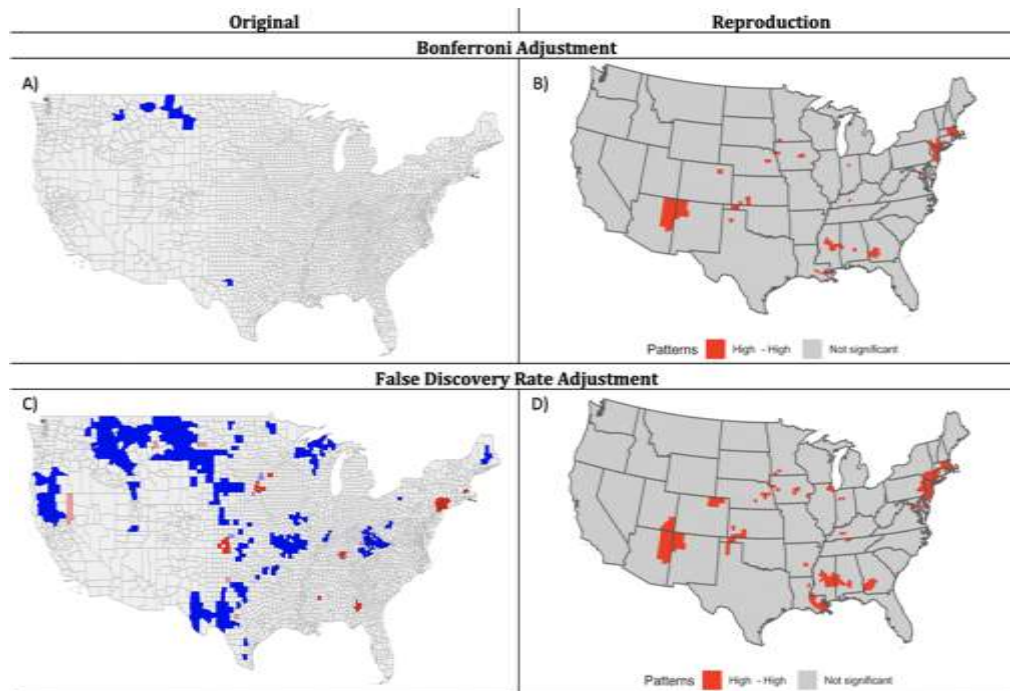 Original Reproduction
Bonferroni Adjustment
A) B)
Patterns High - High Not significant
False Discovery Rate Adjustment
C) D)
Patterns High - High Not significant